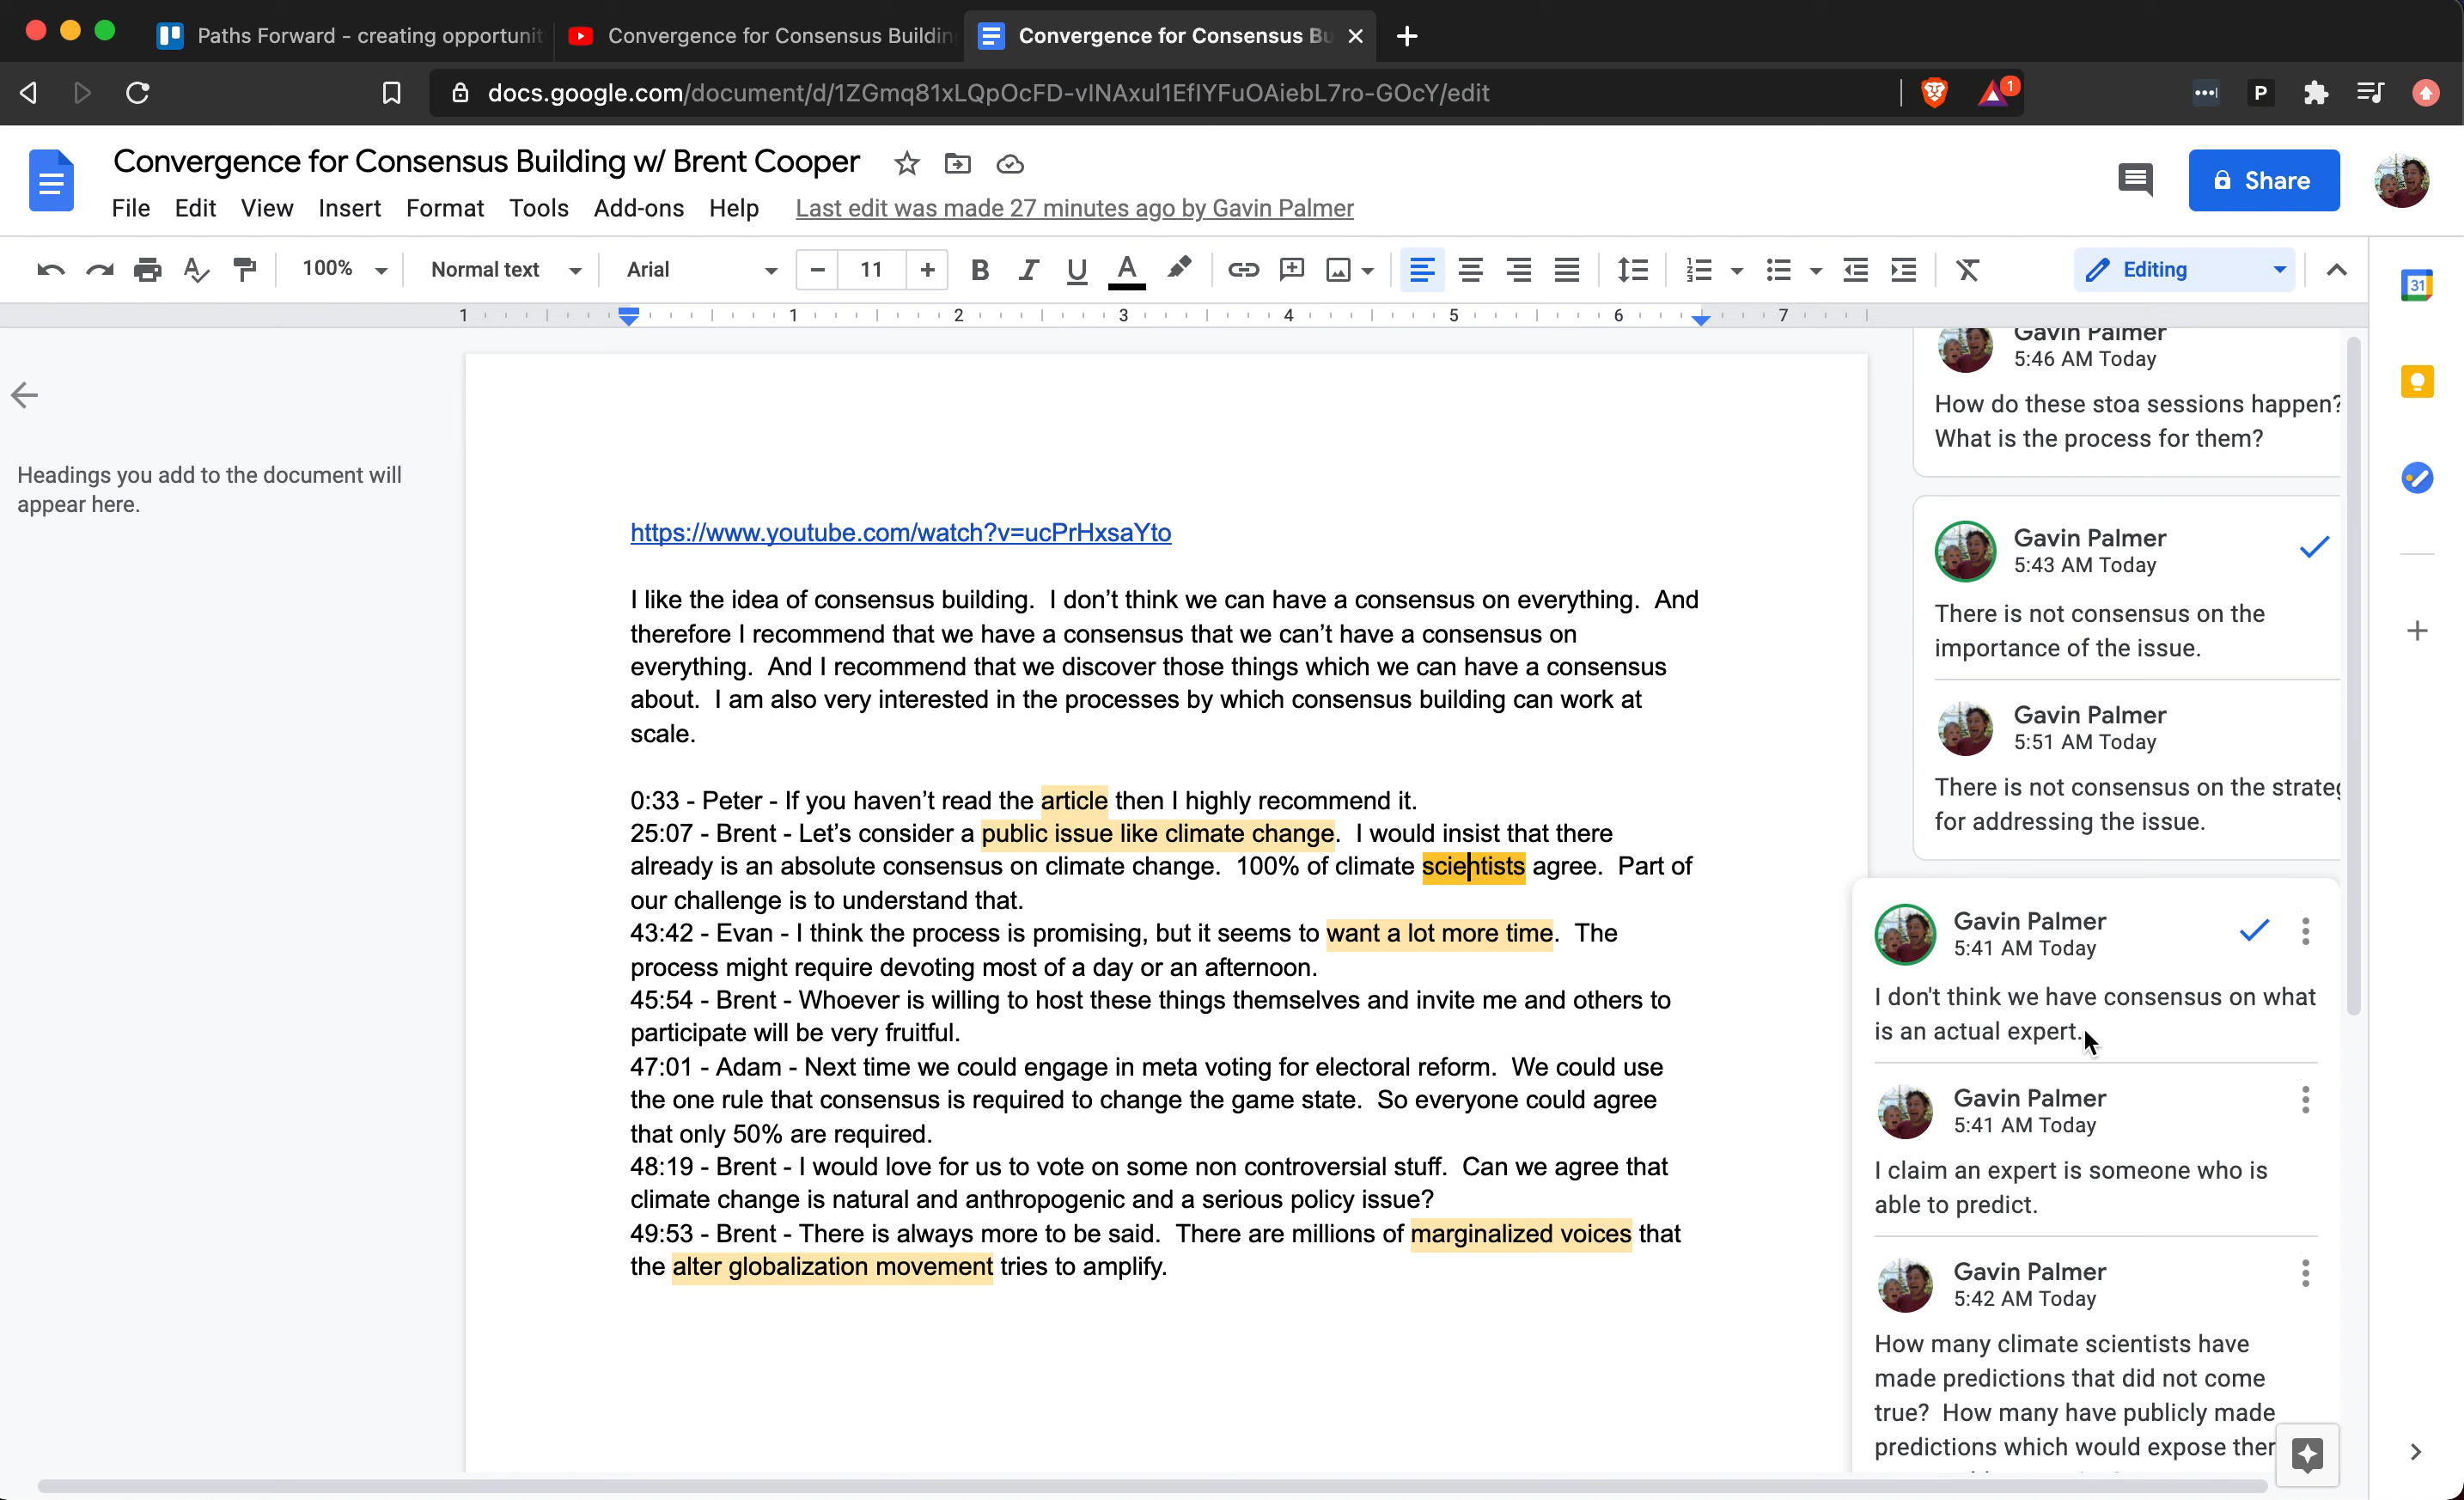 Paths Forward - creating opportunit
Convergence for Consensus Buildin
Convergence for Consensus Bu
docs.google.com/document/d/1ZGmq81xLQpOcFD-vINAxul1EfIYFuOAiebL7ro-GOcY/edit
1
P
Convergence for Consensus Building w/ Brent Cooper
Share
File Edit View Insert Format Tools Add-ons Help Last edit was made 27 minutes ago by Gavin Palmer
100% Normal text Arial 11 B I U A Editing
31
1 1 2 3 4 5 6 7
Headings you add to the document will
appear here.
https://www.youtube.com/watch?v=ucPrHxsaYto
I like the idea of consensus building. I don't think we can have a consensus on everything. And
therefore I recommend that we have a consensus that we can't have a consensus on
everything. And I recommend that we discover those things which we can have a consensus
about. I am also very interested in the processes by which consensus building can work at
scale.
0:33 - Peter - If you haven't read the article then I highly recommend it.
25:07 - Brent - Let's consider a public issue like climate change. I would insist that there
already is an absolute consensus on climate change. 100% of climate scientists agree. Part of
our challenge is to understand that.
43:42 - Evan - I think the process is promising, but it seems to want a lot more time. The
process might require devoting most of a day or an afternoon.
45:54 - Brent - Whoever is willing to host these things themselves and invite me and others to
participate will be very fruitful.
47:01 - Adam - Next time we could engage in meta voting for electoral reform. We could use
the one rule that consensus is required to change the game state. So everyone could agree
that only 50% are required.
48:19 - Brent - I would love for us to vote on some non controversial stuff. Can we agree that
climate change is natural and anthropogenic and a serious policy issue?
49:53 - Brent - There is always more to be said. There are millions of marginalized voices that
the alter globalization movement tries to amplify.
Gavin Palmer
5:46 AM Today
How do these stoa sessions happen?
What is the process for them?
Gavin Palmer
5:43 AM Today
There is not consensus on the
importance of the issue.
Gavin Palmer
5:51 AM Today
There is not consensus on the strateg
for addressing the issue.
Gavin Palmer
5:41 AM Today
I don't think we have consensus on what
is an actual expert.
Gavin Palmer
5:41 AM Today
I claim an expert is someone who is
able to predict.
Gavin Palmer
5:42 AM Today
How many climate scientists have
made predictions that did not come
true? How many have publicly made
predictions which would expose